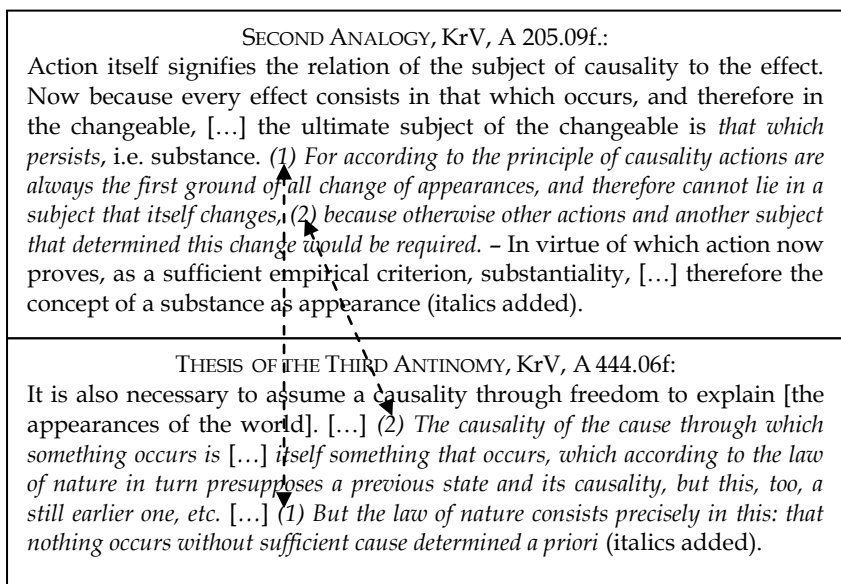 SECOND ANALOGY, KrV, A 205.09f.:
Action itself signifies the relation of the subject of causality to the effect.
Now because every effect consists in that which occurs, and therefore in
the changeable, […] the ultimate subject of the changeable is that which
persists, i.e. substance. (1) For according to the principle of causality actions are
always the first ground of all change of appearances, and therefore cannot lie in a
subject that itself changes, (2) because otherwise other actions and another subject
that determined this change would be required. – In virtue of which action now
proves, as a sufficient empirical criterion, substantiality, […] therefore the
concept of a substance as appearance (italics added).
THESIS OF THE THIRD ANTINOMY, KrV, A 444.06f:
It is also necessary to assume a causality through freedom to explain [the
appearances of the world]. […] (2) The causality of the cause through which
something occurs is […] itself something that occurs, which according to the law
of nature in turn presupposes a previous state and its causality, but this, too, a
still earlier one, etc. […] (1) But the law of nature consists precisely in this: that
nothing occurs without sufficient cause determined a priori (italics added).